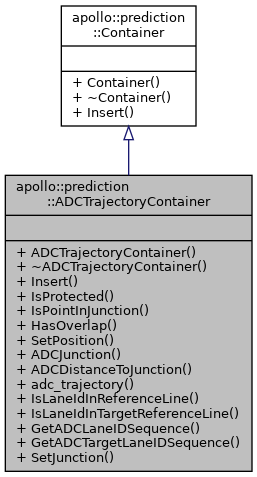 apollo::prediction
::Container
+ Container()
+ ~Container()
+ Insert()
apollo::prediction
::ADCTrajectoryContainer
+ ADCTrajectoryContainer()
+ ~ADCTrajectoryContainer()
+ Insert()
+ IsProtected()
+ IsPointInJunction()
+ HasOverlap()
+ SetPosition()
+ ADCJunction()
+ ADCDistanceToJunction()
+ adc_trajectory()
+ IsLaneIdInReferenceLine()
+ IsLaneIdInTargetReferenceLine()
+ GetADCLaneIDSequence()
+ GetADCTargetLaneIDSequence()
+ SetJunction()